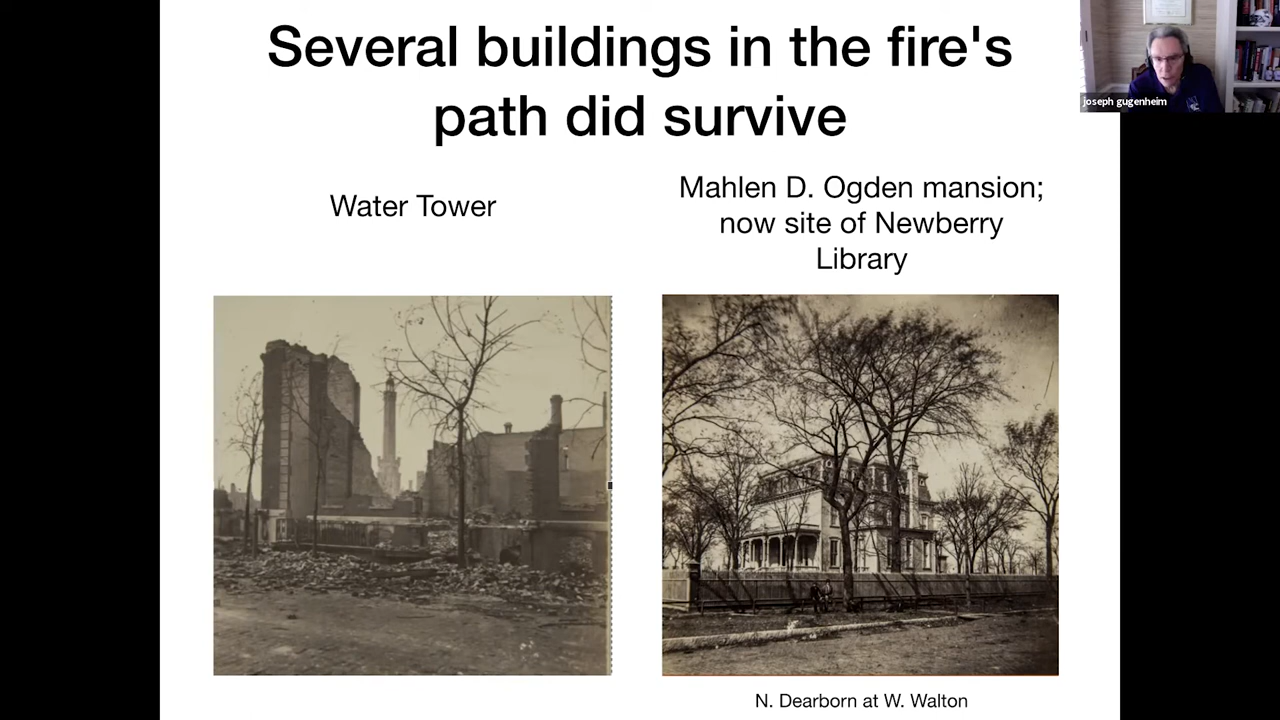 Several buildings in the fire's
path did survive
joseph gugenheim
Water Tower
Mahlen D. Ogden mansion;
now site of Newberry
Library
N. Dearborn at W. Walton